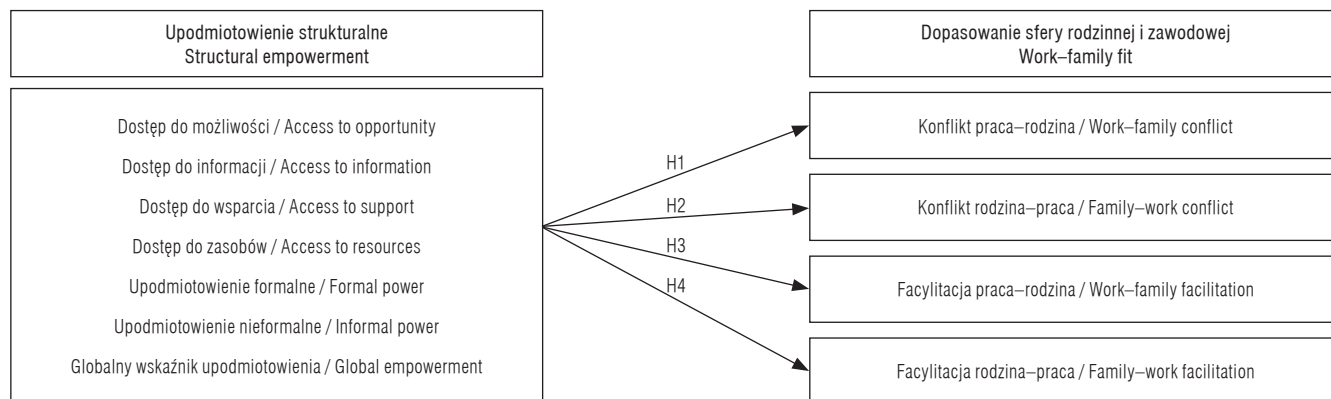 Upodmiotowienie strukturalne
Structural empowerment
Dostęp do możliwości / Access to opportunity
Dostęp do informacji / Access to information
Dostęp do wsparcia / Access to support
Dostęp do zasobów / Access to resources
Upodmiotowienie formalne / Formal power
Upodmiotowienie nieformalne / Informal power
Globalny wskaźnik upodmiotowienia / Global empowerment
H1
H2
H3
H4
Dopasowanie sfery rodzinnej i zawodowej
Work–family fit
Konflikt praca–rodzina / Work–family conflict
Konflikt rodzina–praca / Family–work conflict
Facylitacja praca–rodzina / Work–family facilitation
Facylitacja rodzina–praca / Family–work facilitation